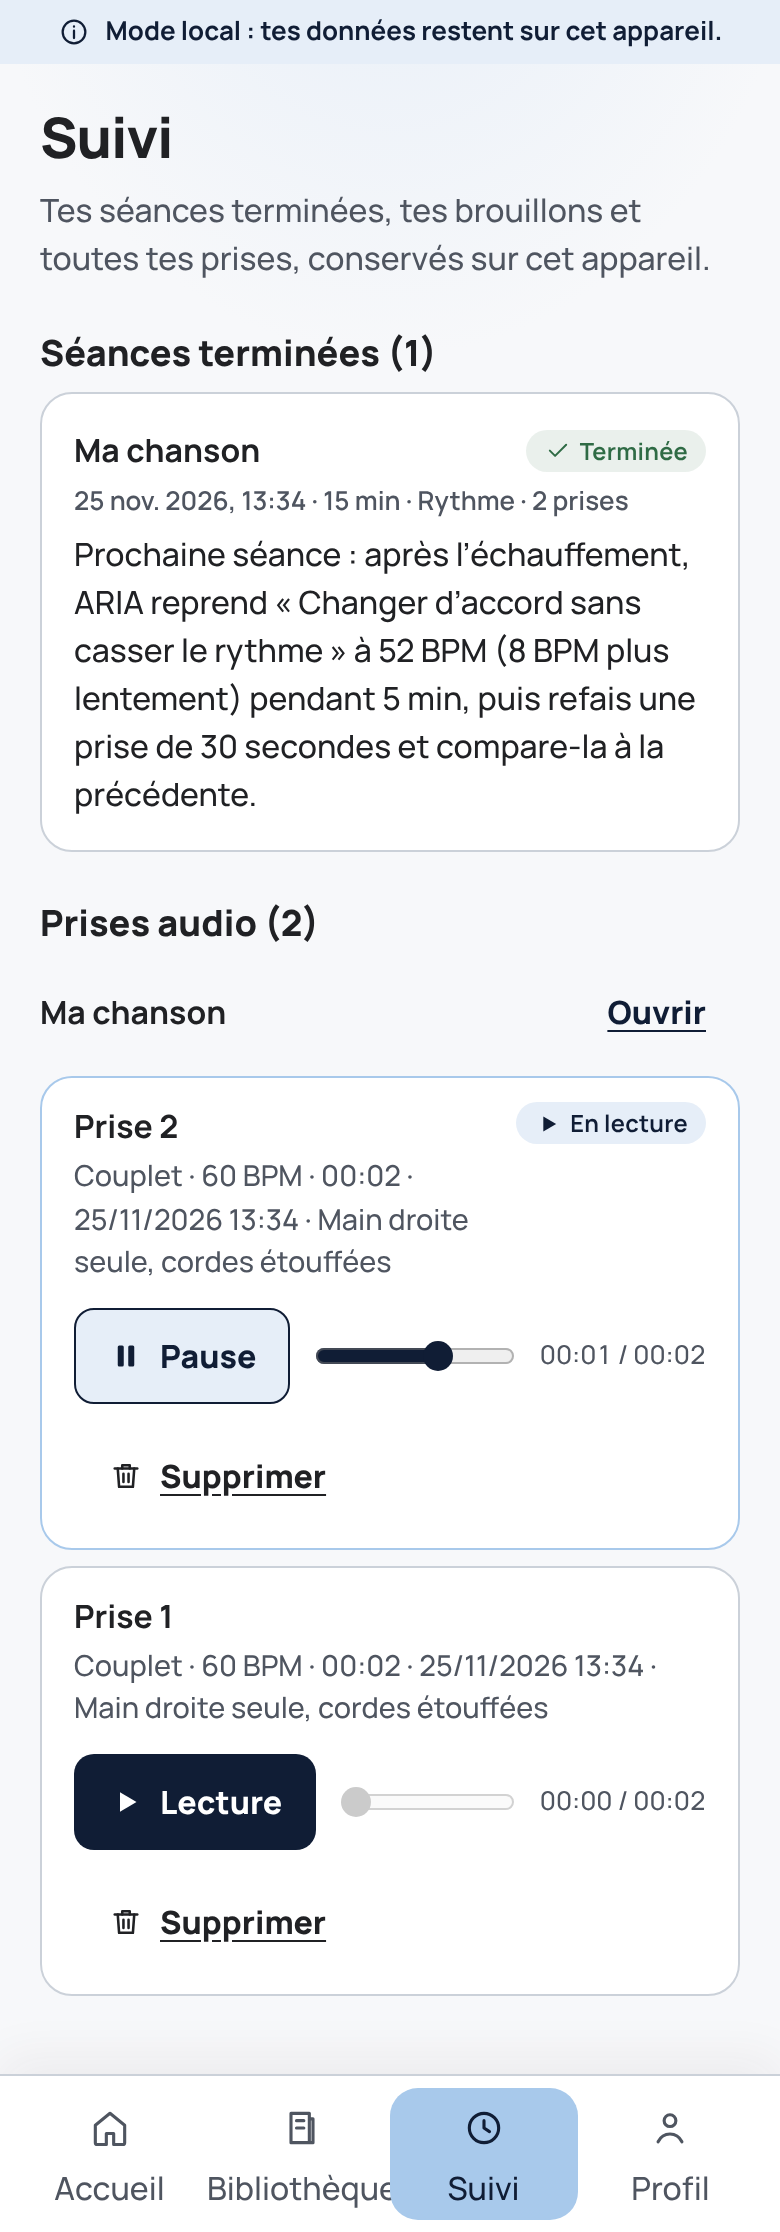 Mode local : tes données restent sur cet appareil.
Suivi
Tes séances terminées, tes brouillons et
toutes tes prises, conservés sur cet appareil.
Séances terminées (1)
Ma chanson
Terminée
25 nov. 2026, 13:34 · 15 min · Rythme · 2 prises
Prochaine séance : après l’échauffement,
ARIA reprend « Changer d’accord sans
casser le rythme » à 52 BPM (8 BPM plus
lentement) pendant 5 min, puis refais une
prise de 30 secondes et compare-la à la
précédente.
Prises audio (2)
Ma chanson
Ouvrir
Prise 2
En lecture
Couplet · 60 BPM · 00:02 ·
25/11/2026 13:34 · Main droite
seule, cordes étouffées
Pause
00:01 / 00:02
Supprimer
Prise 1
Couplet · 60 BPM · 00:02 · 25/11/2026 13:34 ·
Main droite seule, cordes étouffées
Lecture
00:00 / 00:02
Supprimer
Accueil
Bibliothèque
Suivi
Profil